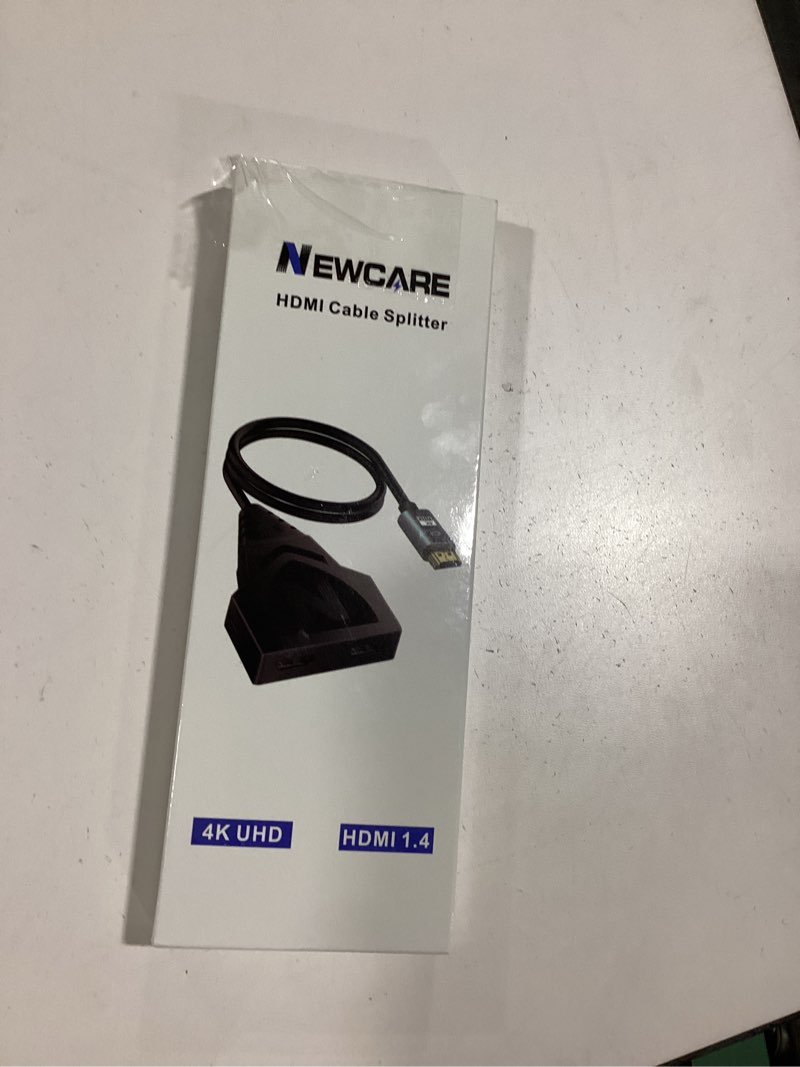 NEWCARE
HDMI Cable Splitter
4K UHD
HDMI 1.4